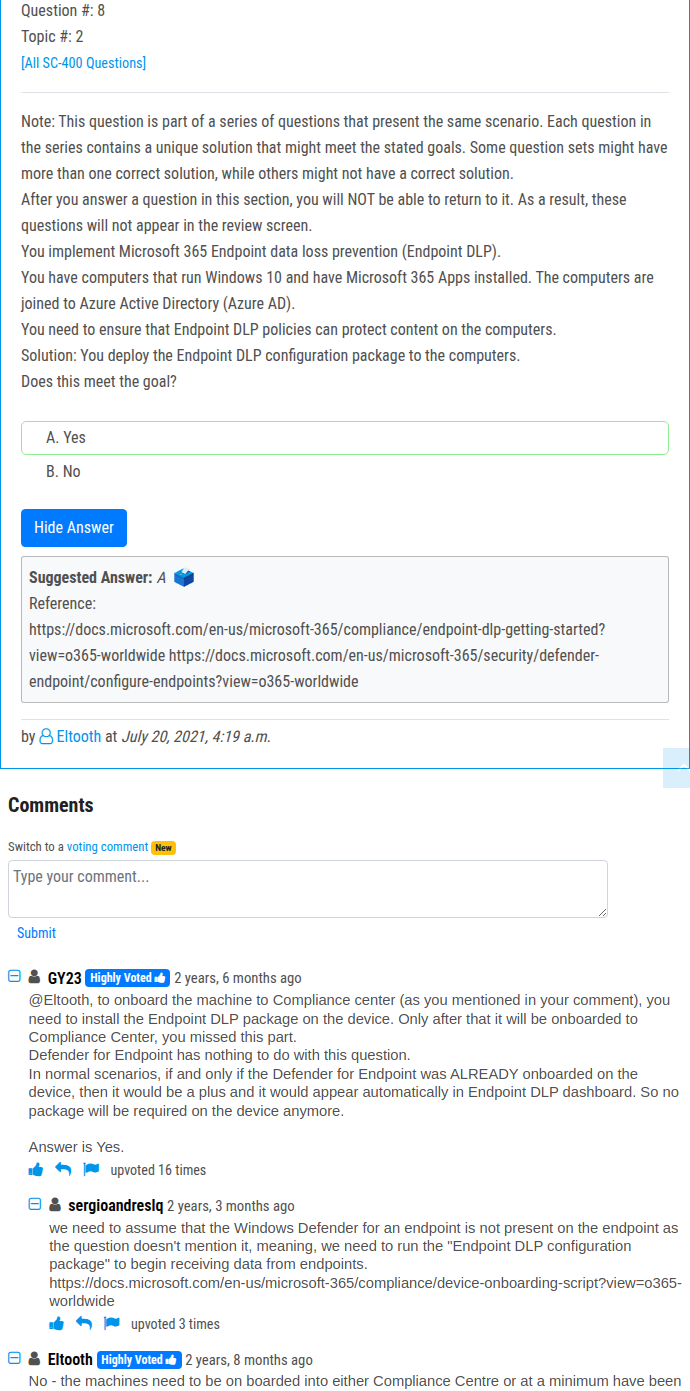 Question #: 8
Topic #: 2
[All SC-400 Questions]
Note: This question is part of a series of questions that present the same scenario. Each question in
the series contains a unique solution that might meet the stated goals. Some question sets might have
more than one correct solution, while others might not have a correct solution.
After you answer a question in this section, you will NOT be able to return to it. As a result, these
questions will not appear in the review screen.
You implement Microsoft 365 Endpoint data loss prevention (Endpoint DLP).
You have computers that run Windows 10 and have Microsoft 365 Apps installed. The computers are
joined to Azure Active Directory (Azure AD).
You need to ensure that Endpoint DLP policies can protect content on the computers.
Solution: You deploy the Endpoint DLP configuration package to the computers.
Does this meet the goal?
A. Yes
B. No
Hide Answer
Suggested Answer: A
Reference:
https://docs.microsoft.com/en-us/microsoft-365/compliance/endpoint-dlp-getting-started?
view=o365-worldwide https://docs.microsoft.com/en-us/microsoft-365/security/defender-
endpoint/configure-endpoints?view=o365-worldwide
by Eltooth at July 20, 2021, 4:19 a.m.
Comments
Switch to a voting comment New
Type your comment...
Submit
GY23 Highly Voted 2 years, 6 months ago
@Eltooth, to onboard the machine to Compliance center (as you mentioned in your comment), you
need to install the Endpoint DLP package on the device. Only after that it will be onboarded to
Compliance Center, you missed this part.
Defender for Endpoint has nothing to do with this question.
In normal scenarios, if and only if the Defender for Endpoint was ALREADY onboarded on the
device, then it would be a plus and it would appear automatically in Endpoint DLP dashboard. So no
package will be required on the device anymore.
Answer is Yes.
upvoted 16 times
sergioandreslq 2 years, 3 months ago
we need to assume that the Windows Defender for an endpoint is not present on the endpoint as
the question doesn't mention it, meaning, we need to run the "Endpoint DLP configuration
package" to begin receiving data from endpoints.
https://docs.microsoft.com/en-us/microsoft-365/compliance/device-onboarding-script?view=o365-
worldwide
upvoted 3 times
Eltooth Highly Voted 2 years, 8 months ago
No - the machines need to be on boarded into either Compliance Centre or at a minimum have been